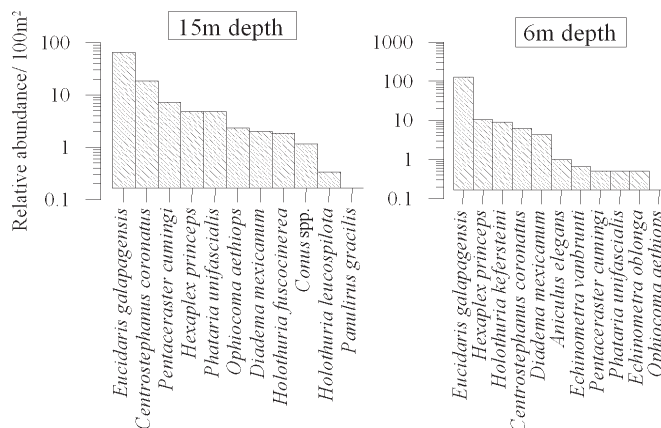 15m depth
Relative abundance/ 100m²
100
10
1
0.1
Eucidaris galapagensis
Centrostephanus coronatus
Pentaceraster cumingi
Hexaplex princeps
Phataria unifascialis
Ophiocoma aethiops
Diadema mexicanum
Holothuria fuscocinerea
Conus spp.
Holothuria leucospilota
Panulirus gracilis
6m depth
1000
100
10
1
0.1
Eucidaris galapagensis
Hexaplex princeps
Holothuria kefersteini
Centrostephanus coronatus
Diadema mexicanum
Aniculus elegans
Echinometra vanbrunti
Pentaceraster cumingi
Phataria unifascialis
Echinometra oblonga
Ophiocoma aethiops